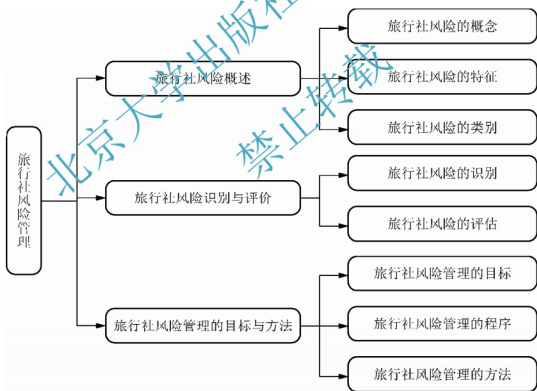 旅行社风险管理
旅行社风险概述
旅行社风险的概念
旅行社风险的特征
旅行社风险的类别
旅行社风险识别与评价
旅行社风险的识别
旅行社风险的评估
旅行社风险管理的目标与方法
旅行社风险管理的目标
旅行社风险管理的程序
旅行社风险管理的方法
北京大学出版社
禁止转载